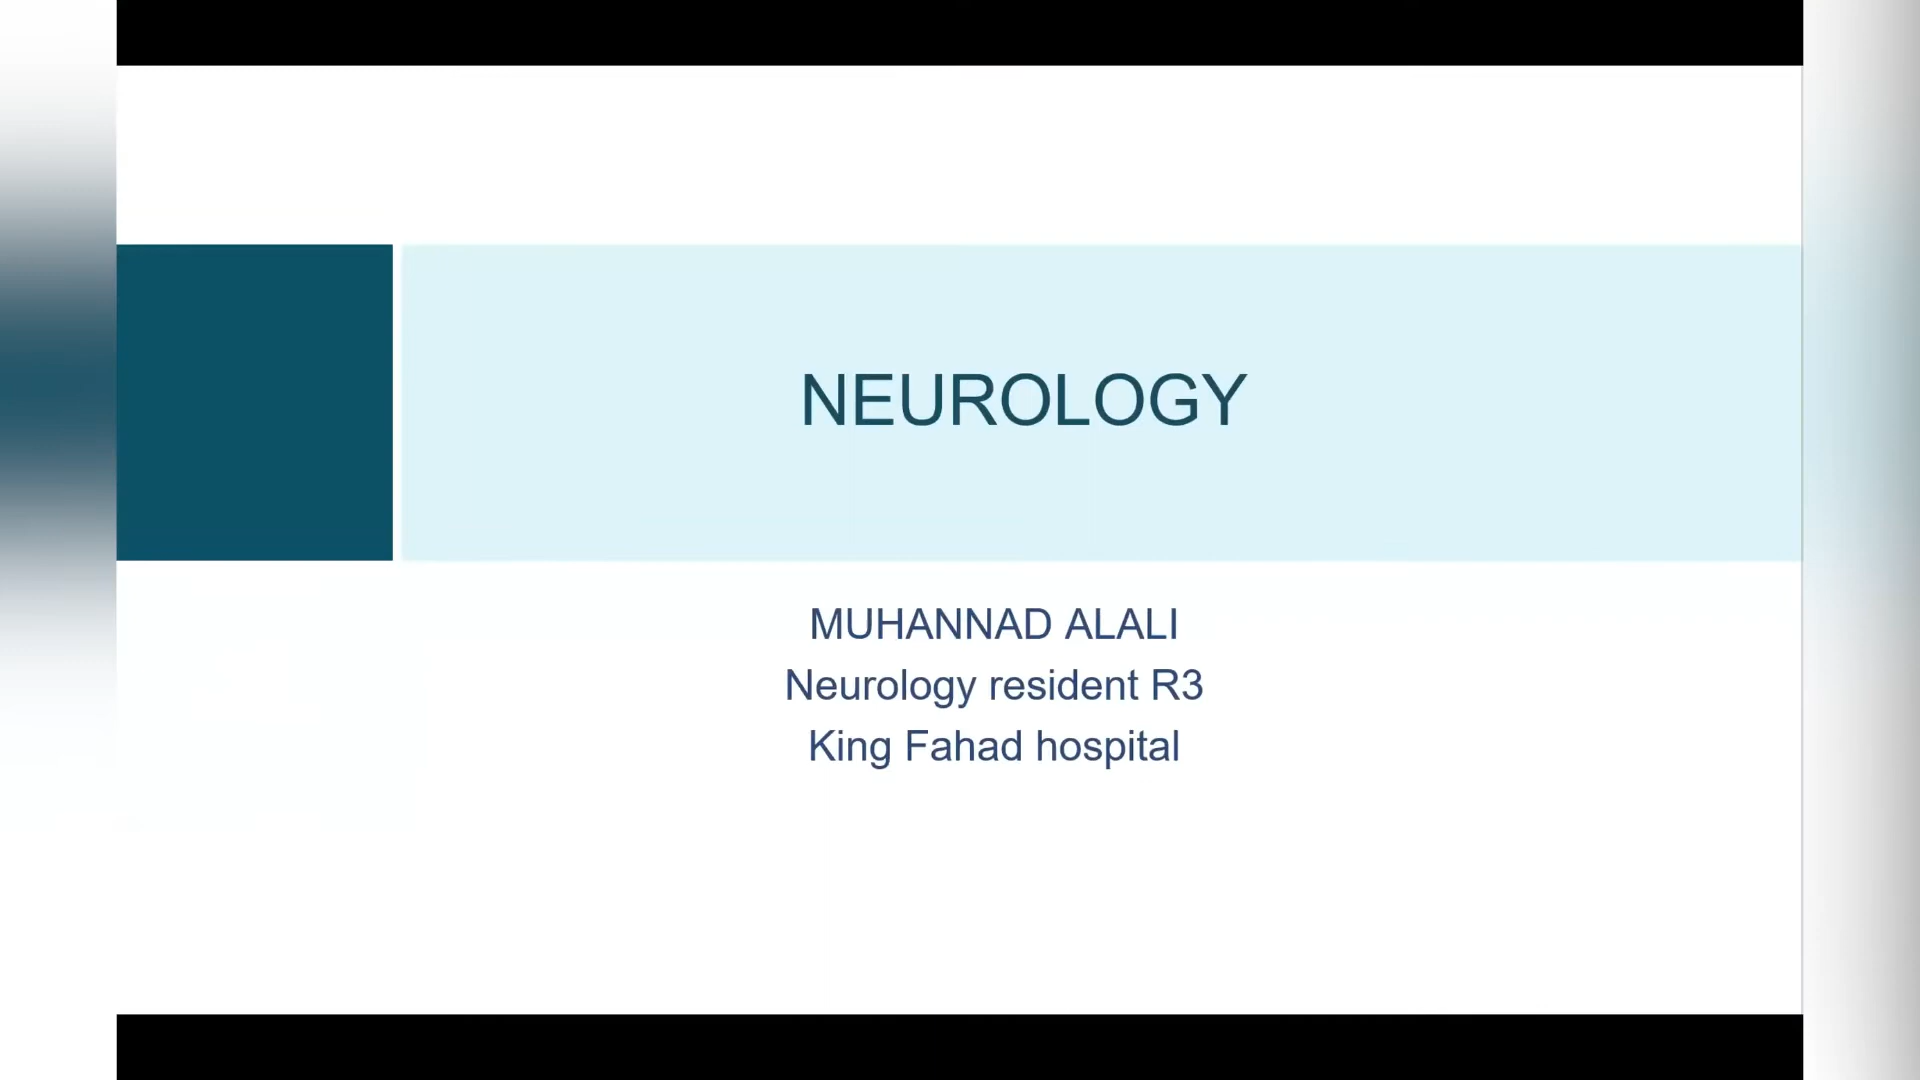 NEUROLOGY
MUHANNAD ALALI
Neurology resident R3
King Fahad hospital